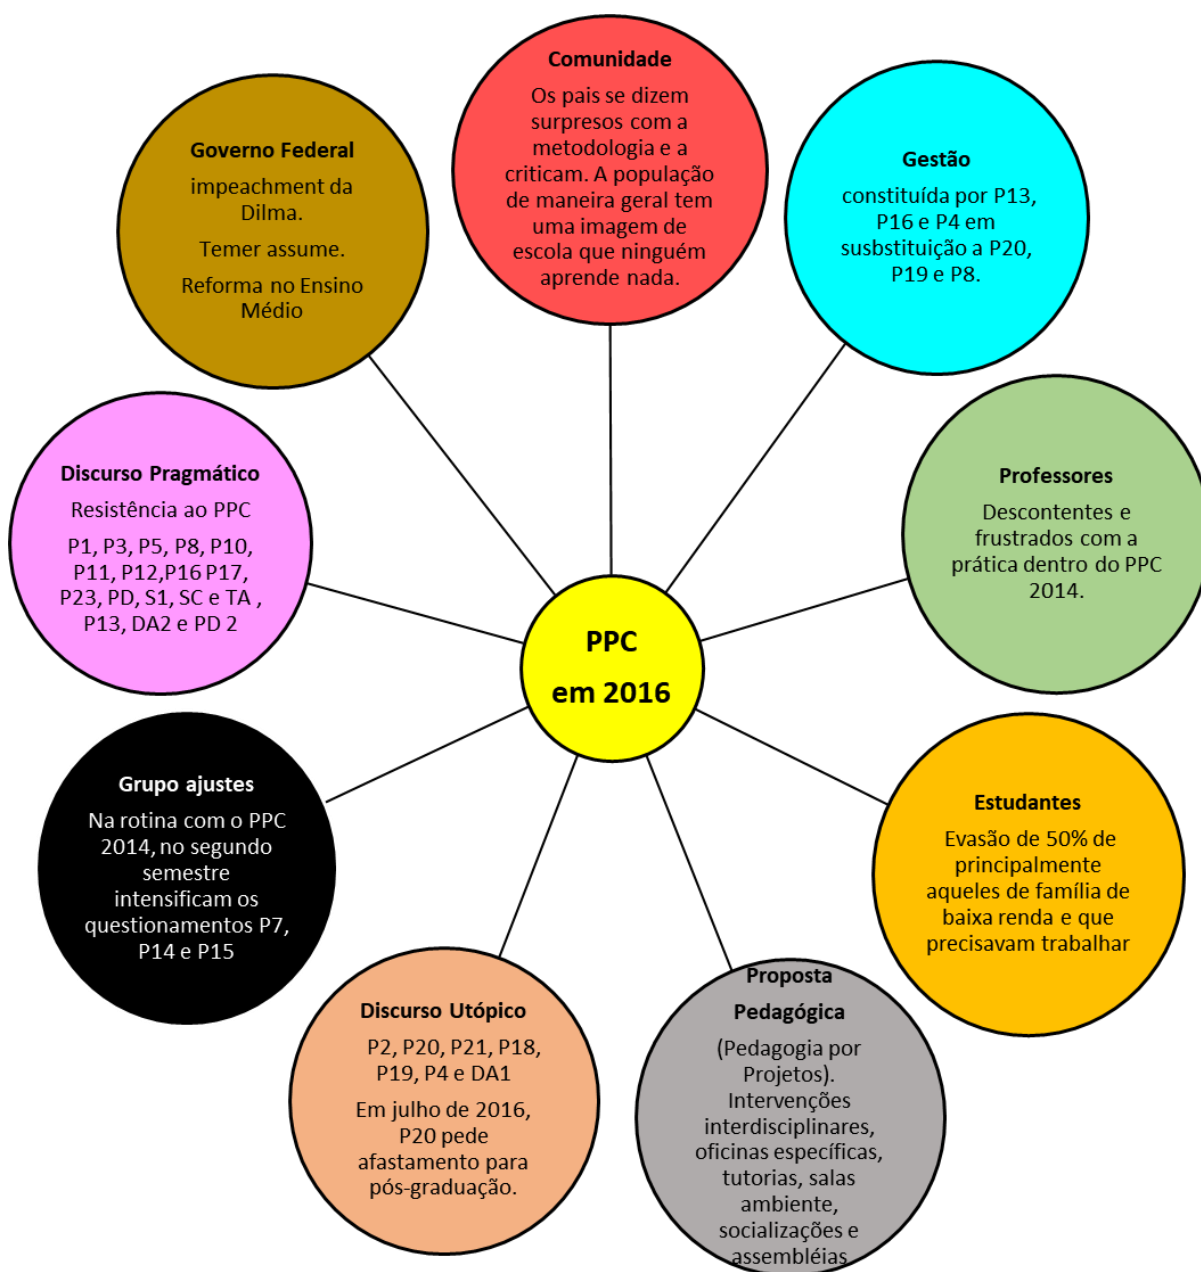 Comunidade
Os pais se dizem
surpresos com a
metodologia e a
criticam. A população
de maneira geral tem
uma imagem de
escola que ninguém
aprende nada.
Governo Federal
impeachment da
Dilma.
Temer assume.
Reforma no Ensino
Médio
Gestão
constituída por P13,
P16 e P4 em
susbstituição a P20,
P19 e P8.
Discurso Pragmático
Resistência ao PPC
P1, P3, P5, P8, P10,
P11, P12,P16 P17,
P23, PD, S1, SC e TA ,
P13, DA2 e PD 2
Professores
Descontentes e
frustrados com a
prática dentro do PPC
2014.
PPC
em 2016
Grupo ajustes
Na rotina com o PPC
2014, no segundo
semestre
intensificam os
questionamentos P7,
P14 e P15
Estudantes
Evasão de 50% de
principalmente
aqueles de família de
baixa renda e que
precisavam trabalhar
Discurso Utópico
P2, P20, P21, P18,
P19, P4 e DA1
Em julho de 2016,
P20 pede
afastamento para
pós-graduação.
Proposta
Pedagógica
(Pedagogia por
Projetos).
Intervenções
interdisciplinares,
oficinas específicas,
tutorias, salas
ambiente,
socializações e
assembléias